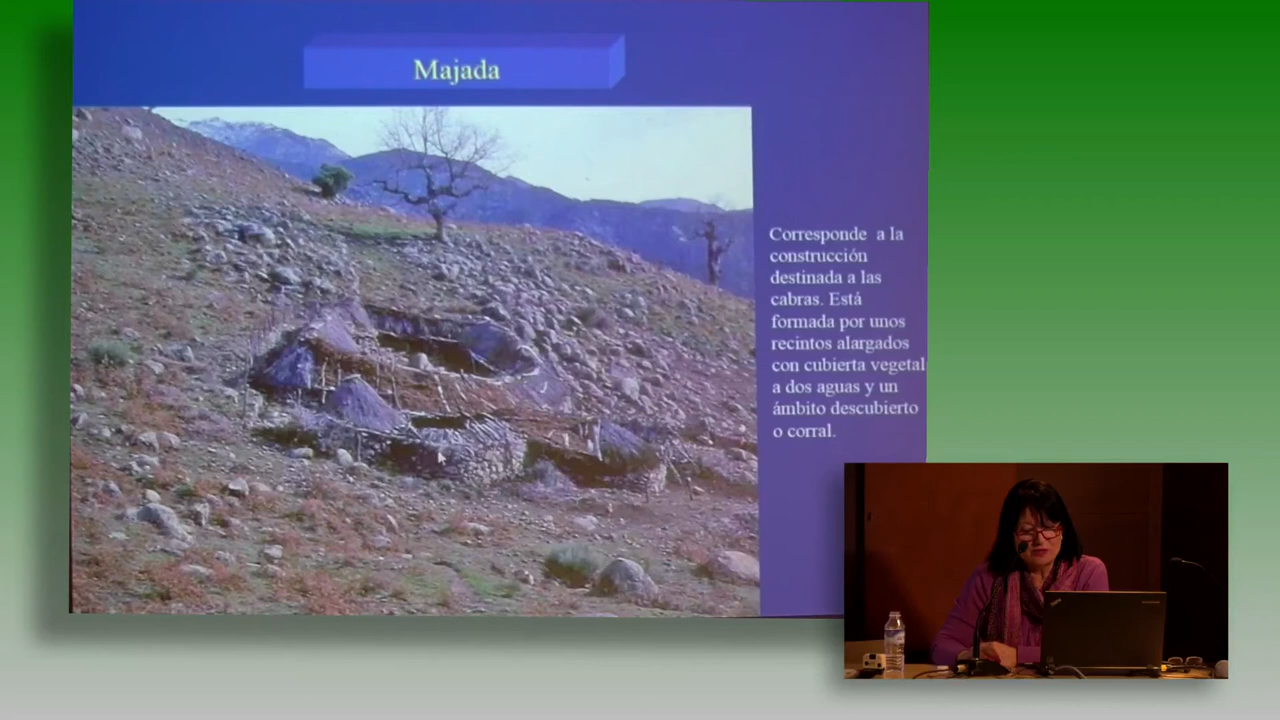 Majada
Corresponde a la
construcción
destinada a las
cabras. Está
formada por unos
recintos alargados
con cubierta vegetal
a dos aguas y un
ámbito descubierto
o corral.